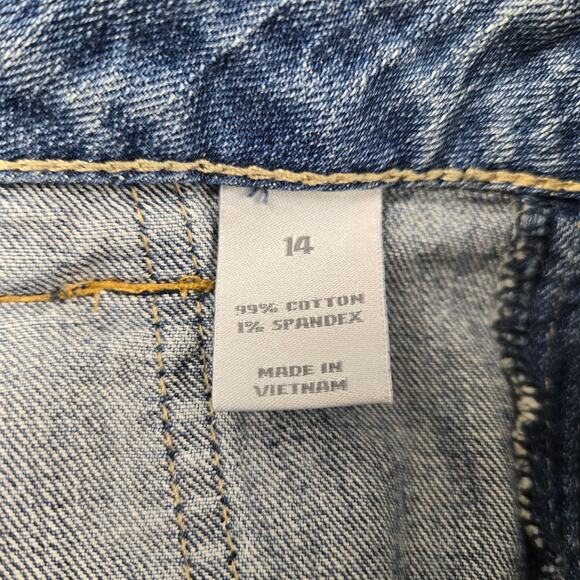 14
99% COTTON
1% SPANDEX
MADE IN
VIETNAM